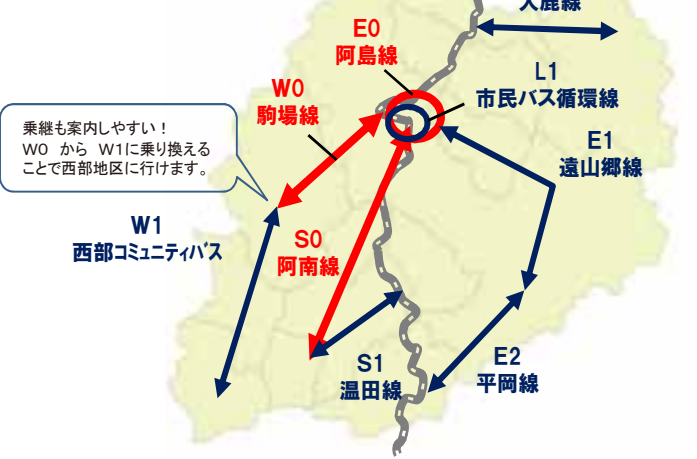 大鹿線
E0
阿島線
L1
市民バス循環線
W0
駒場線
E1
遠山郷線
乗継も案内しやすい！
W0 から W1に乗り換える
ことで西部地区に行けます。
W1
西部コミュニティバス
S0
阿南線
S1
温田線
E2
平岡線